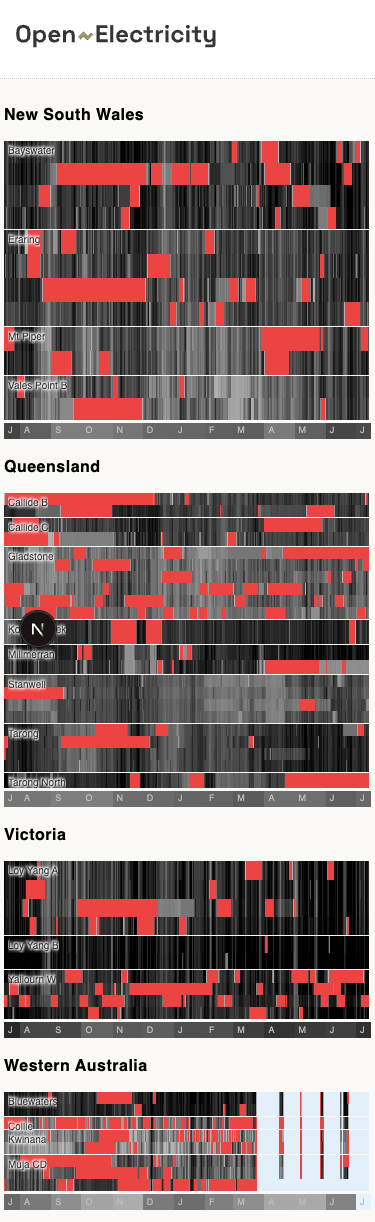 Open Electricity
New South Wales
Bayswater
Eraring
Mt Piper
Vales Point B
J A S O N D J F M A M J J
Queensland
Callide B
Callide C
Gladstone
N
Millmerran
Stanwell
Tarong
Tarong North
J A S O N D J F M A M J J
Victoria
Loy Yang A
Loy Yang B
Yallourn W
J A S O N D J F M A M J J
Western Australia
Bluewaters
Collie
Kwinana
Muja CD
J A S O N D J F M A M J J